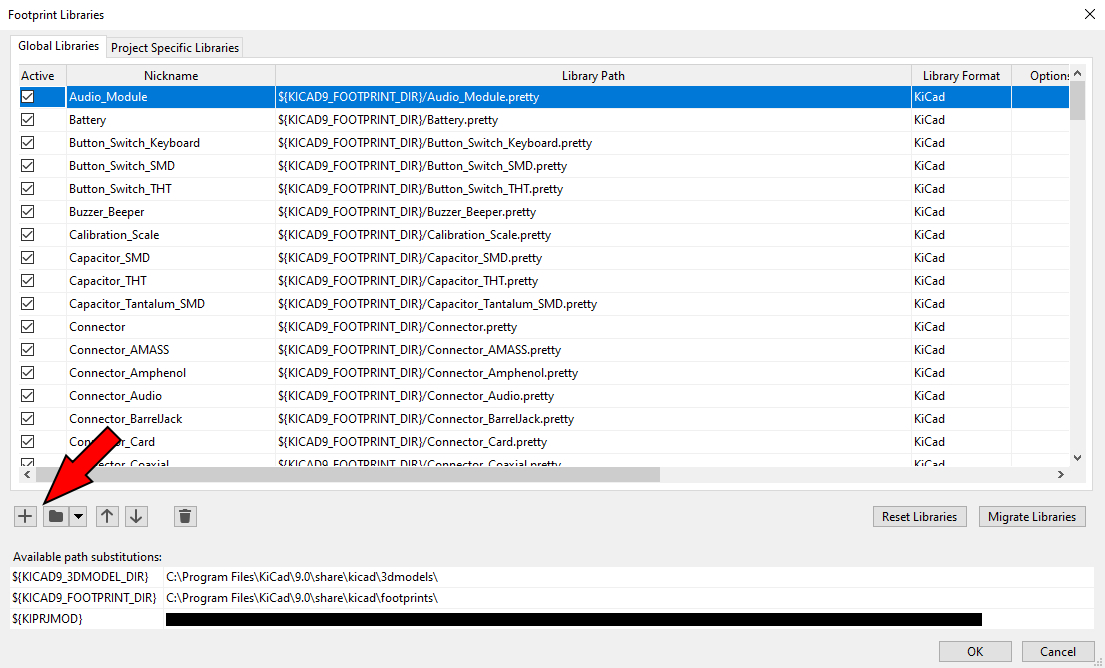 Footprint Libraries
Global Libraries Project Specific Libraries
Active Nickname Library Path Library Format Options
Audio_Module ${KICAD9_FOOTPRINT_DIR}/Audio_Module.pretty KiCad
Battery ${KICAD9_FOOTPRINT_DIR}/Battery.pretty KiCad
Button_Switch_Keyboard ${KICAD9_FOOTPRINT_DIR}/Button_Switch_Keyboard.pretty KiCad
Button_Switch_SMD ${KICAD9_FOOTPRINT_DIR}/Button_Switch_SMD.pretty KiCad
Button_Switch_THT ${KICAD9_FOOTPRINT_DIR}/Button_Switch_THT.pretty KiCad
Buzzer_Beeper ${KICAD9_FOOTPRINT_DIR}/Buzzer_Beeper.pretty KiCad
Calibration_Scale ${KICAD9_FOOTPRINT_DIR}/Calibration_Scale.pretty KiCad
Capacitor_SMD ${KICAD9_FOOTPRINT_DIR}/Capacitor_SMD.pretty KiCad
Capacitor_THT ${KICAD9_FOOTPRINT_DIR}/Capacitor_THT.pretty KiCad
Capacitor_Tantalum_SMD ${KICAD9_FOOTPRINT_DIR}/Capacitor_Tantalum_SMD.pretty KiCad
Connector ${KICAD9_FOOTPRINT_DIR}/Connector.pretty KiCad
Connector_AMASS ${KICAD9_FOOTPRINT_DIR}/Connector_AMASS.pretty KiCad
Connector_Amphenol ${KICAD9_FOOTPRINT_DIR}/Connector_Amphenol.pretty KiCad
Connector_Audio ${KICAD9_FOOTPRINT_DIR}/Connector_Audio.pretty KiCad
Connector_BarrelJack ${KICAD9_FOOTPRINT_DIR}/Connector_BarrelJack.pretty KiCad
Connector_Card ${KICAD9_FOOTPRINT_DIR}/Connector_Card.pretty KiCad
Connector_Coaxial ${KICAD9_FOOTPRINT_DIR}/Connector_Coaxial.pretty KiCad
Reset Libraries Migrate Libraries
Available path substitutions:
${KICAD9_3DMODEL_DIR} C:\Program Files\KiCad\9.0\share\kicad\3dmodels\
${KICAD9_FOOTPRINT_DIR} C:\Program Files\KiCad\9.0\share\kicad\footprints\
${KIPRJMOD}
OK Cancel